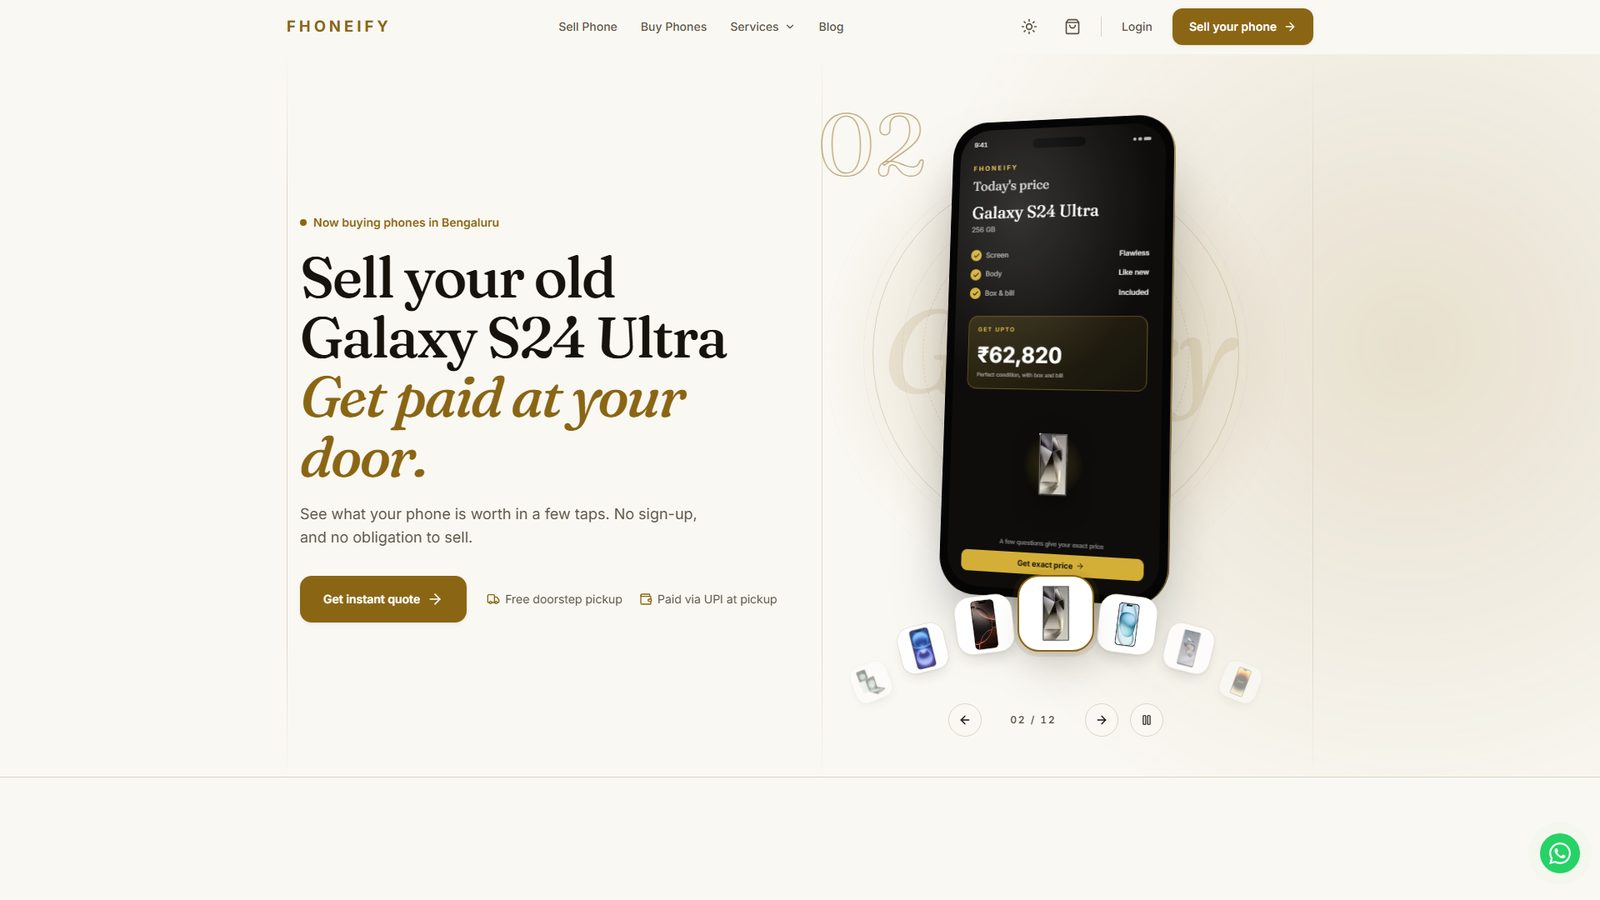 FHONEIFY
Sell Phone
Buy Phones
Services
Blog
Login
Sell your phone →
02
Now buying phones in Bengaluru
Sell your old
Galaxy S24 Ultra
Get paid at your
door.
See what your phone is worth in a few taps. No sign-up,
and no obligation to sell.
Get instant quote →
Free doorstep pickup
Paid via UPI at pickup
9:41
FHONEIFY
Today's price
Galaxy S24 Ultra
256 GB
Screen Flawless
Body Like new
Box & bill Included
GET UPTO
₹62,820
Perfect condition, with box and bill
A few questions give your exact price
Get exact price →
02 / 12